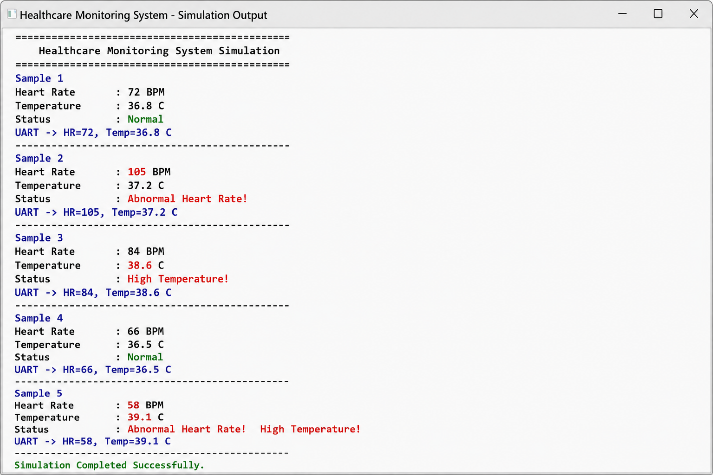 Healthcare Monitoring System - Simulation Output
==============================================
Healthcare Monitoring System Simulation
==============================================
Sample 1
Heart Rate : 72 BPM
Temperature : 36.8 C
Status : Normal
UART -> HR=72, Temp=36.8 C
----------------------------------------------
Sample 2
Heart Rate : 105 BPM
Temperature : 37.2 C
Status : Abnormal Heart Rate!
UART -> HR=105, Temp=37.2 C
----------------------------------------------
Sample 3
Heart Rate : 84 BPM
Temperature : 38.6 C
Status : High Temperature!
UART -> HR=84, Temp=38.6 C
----------------------------------------------
Sample 4
Heart Rate : 66 BPM
Temperature : 36.5 C
Status : Normal
UART -> HR=66, Temp=36.5 C
----------------------------------------------
Sample 5
Heart Rate : 58 BPM
Temperature : 39.1 C
Status : Abnormal Heart Rate! High Temperature!
UART -> HR=58, Temp=39.1 C
----------------------------------------------
Simulation Completed Successfully.